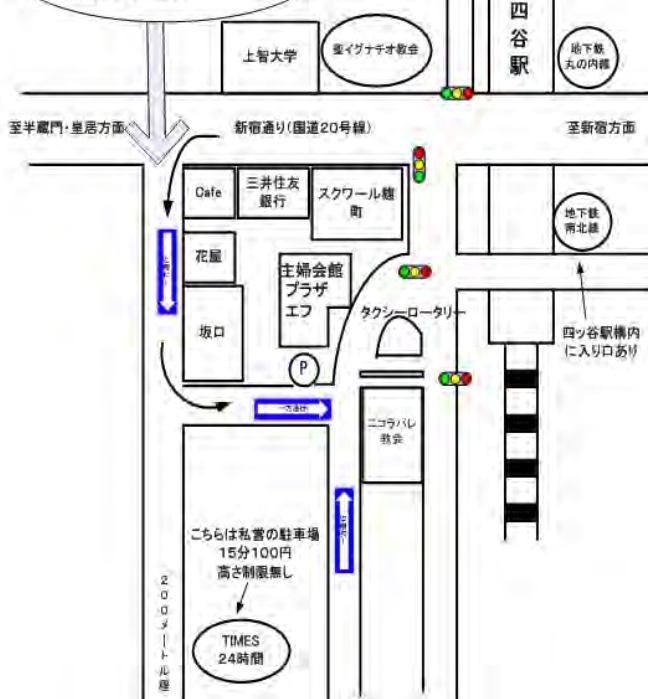 四谷駅
上智大学
聖イグナチオ教会
地下鉄
丸の内線
至半蔵門・皇居方面
新宿通り(国道20号線)
至新宿方面
Cafe
三井住友
銀行
スクワール麹
町
地下鉄
南北線
花屋
主婦会館
プラザ
エフ
タクシーロータリー
坂口
四ッ谷駅構内
に入り口あり
P
一方通行
ニコラバレ
教会
こちらは私営の駐車場
15分100円
高さ制限無し
TIMES
24時間
200メートル程